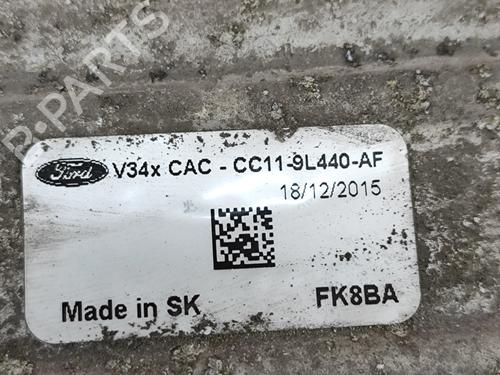 B-PARTS
Ford V34x CAC - CC11-9L440-AF
18/12/2015
Made in SK FK8BA